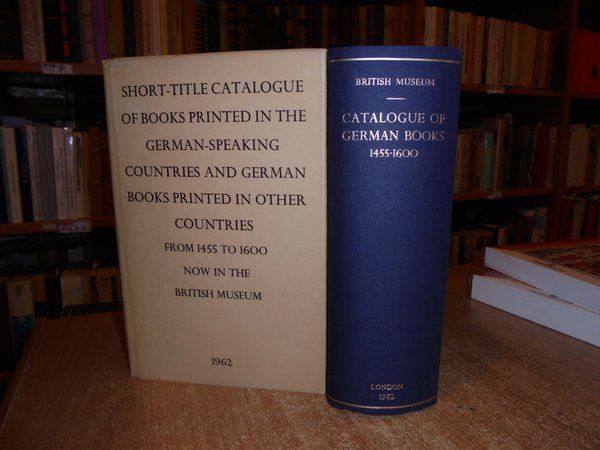 SHORT-TITLE CATALOGUE
OF BOOKS PRINTED IN THE
GERMAN-SPEAKING
COUNTRIES AND GERMAN
BOOKS PRINTED IN OTHER
COUNTRIES
FROM 1455 TO 1600
NOW IN THE
BRITISH MUSEUM
1962
BRITISH MUSEUM
CATALOGUE OF
GERMAN BOOKS
1455-1600
LONDON
1962